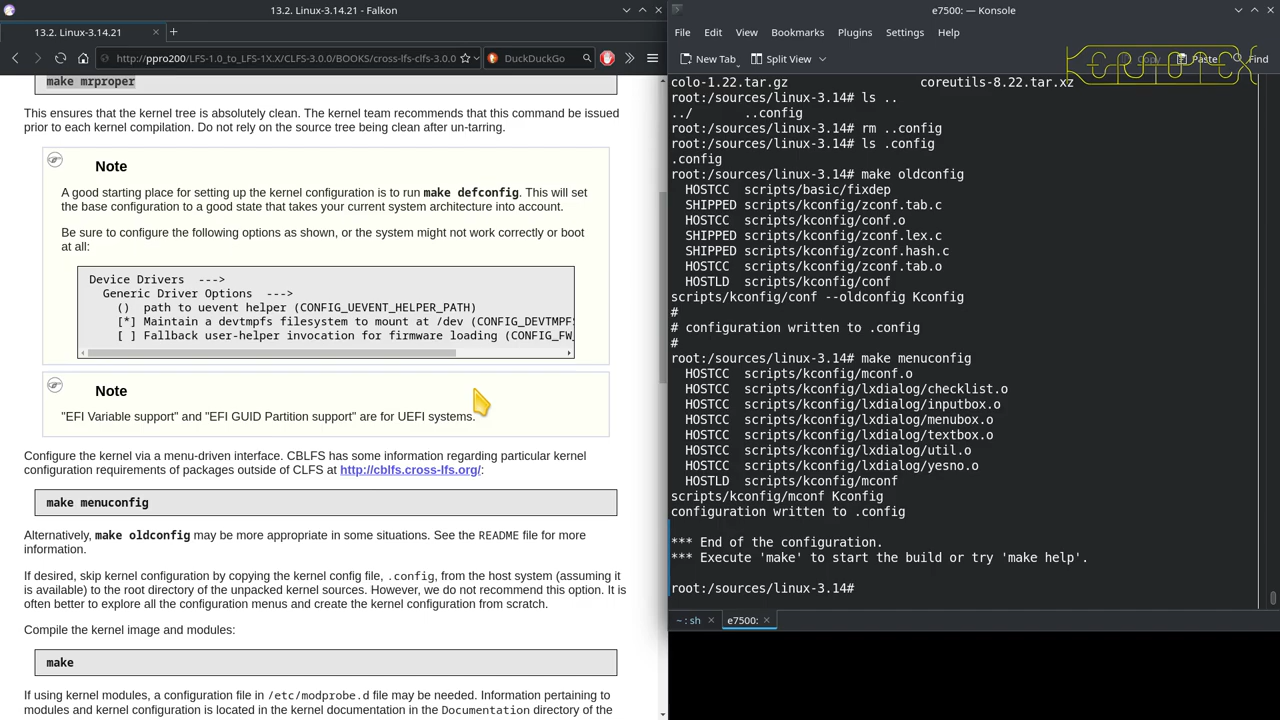 13.2. Linux-3.14.21 - Falkon
13.2. Linux-3.14.21
http://ppro200/LFS-1.0_to_LFS-1X.X/CLFS-3.0.0/BOOKS/cross-lfs-clfs-3.0.0
DuckDuckGo
make mrproper
This ensures that the kernel tree is absolutely clean. The kernel team recommends that this command be issued
prior to each kernel compilation. Do not rely on the source tree being clean after un-tarring.
Note
A good starting place for setting up the kernel configuration is to run make defconfig. This will set
the base configuration to a good state that takes your current system architecture into account.
Be sure to configure the following options as shown, or the system might not work correctly or boot
at all:
Device Drivers --->
Generic Driver Options --->
() path to uevent helper (CONFIG_UEVENT_HELPER_PATH)
[*] Maintain a devtmpfs filesystem to mount at /dev (CONFIG_DEVTMPFS
[ ] Fallback user-helper invocation for firmware loading (CONFIG_FW_
Note
"EFI Variable support" and "EFI GUID Partition support" are for UEFI systems.
Configure the kernel via a menu-driven interface. CBLFS has some information regarding particular kernel
configuration requirements of packages outside of CLFS at http://cblfs.cross-lfs.org/:
make menuconfig
Alternatively, make oldconfig may be more appropriate in some situations. See the README file for more
information.
If desired, skip kernel configuration by copying the kernel config file, .config, from the host system (assuming it
is available) to the root directory of the unpacked kernel sources. However, we do not recommend this option. It is
often better to explore all the configuration menus and create the kernel configuration from scratch.
Compile the kernel image and modules:
make
If using kernel modules, a configuration file in /etc/modprobe.d file may be needed. Information pertaining to
modules and kernel configuration is located in the kernel documentation in the Documentation directory of the
e7500: — Konsole
File Edit View Bookmarks Plugins Settings Help
New Tab Split View Copy Paste Find
colo-1.22.tar.gz coreutils-8.22.tar.xz
root:/sources/linux-3.14# ls ..
../ ..config
root:/sources/linux-3.14# rm ..config
root:/sources/linux-3.14# ls .config
.config
root:/sources/linux-3.14# make oldconfig
HOSTCC scripts/basic/fixdep
SHIPPED scripts/kconfig/zconf.tab.c
HOSTCC scripts/kconfig/conf.o
SHIPPED scripts/kconfig/zconf.lex.c
SHIPPED scripts/kconfig/zconf.hash.c
HOSTCC scripts/kconfig/zconf.tab.o
HOSTLD scripts/kconfig/conf
scripts/kconfig/conf --oldconfig Kconfig
#
# configuration written to .config
#
root:/sources/linux-3.14# make menuconfig
HOSTCC scripts/kconfig/mconf.o
HOSTCC scripts/kconfig/lxdialog/checklist.o
HOSTCC scripts/kconfig/lxdialog/inputbox.o
HOSTCC scripts/kconfig/lxdialog/menubox.o
HOSTCC scripts/kconfig/lxdialog/textbox.o
HOSTCC scripts/kconfig/lxdialog/util.o
HOSTCC scripts/kconfig/lxdialog/yesno.o
HOSTLD scripts/kconfig/mconf
scripts/kconfig/mconf Kconfig
configuration written to .config
*** End of the configuration.
*** Execute 'make' to start the build or try 'make help'.
root:/sources/linux-3.14#
~ : sh
e7500: